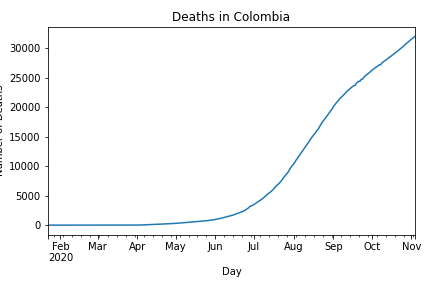 Deaths in Colombia
Number of Deaths
30000
25000
20000
15000
10000
5000
0
Feb Mar Apr May Jun Jul Aug Sep Oct Nov
2020
Day